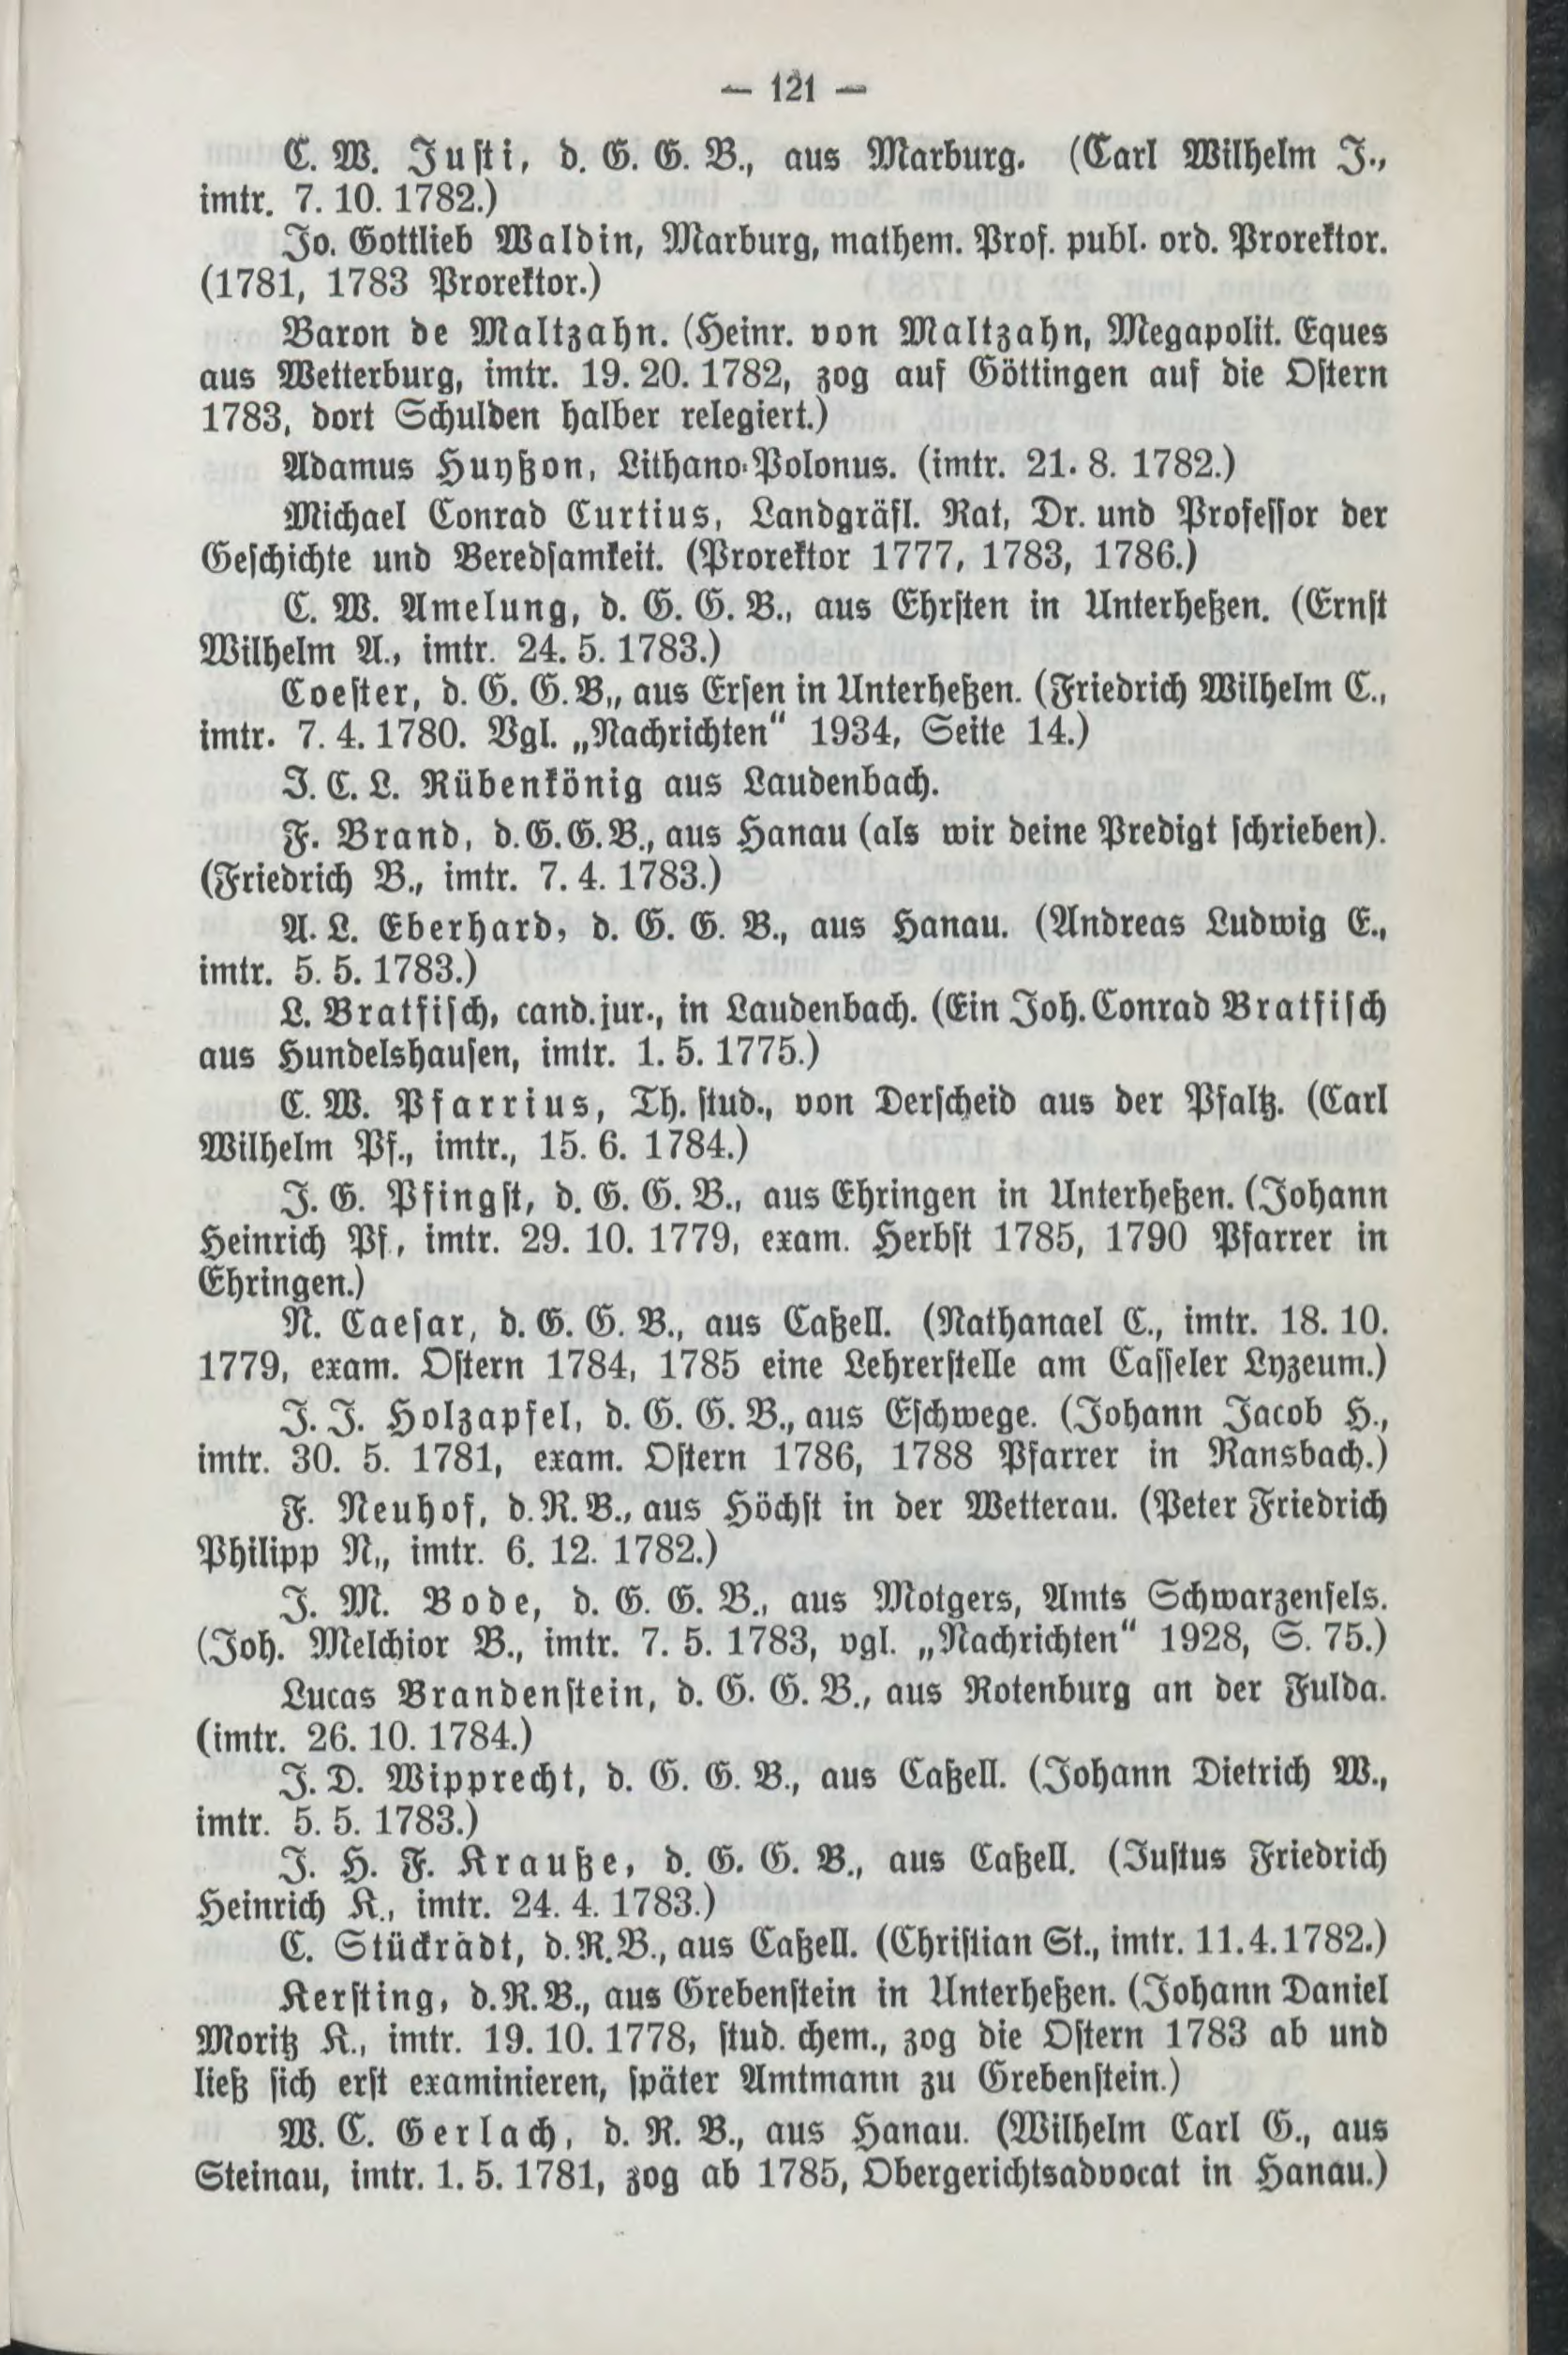 — 121 —
C. W. Justi, d. G. G. B., aus Marburg. (Carl Wilhelm J.,
imtr. 7. 10. 1782.)
Jo. Gottlieb Waldin, Marburg, mathem. Prof. publ. ord. Prorektor.
(1781, 1783 Prorektor.)
Baron de Maltzahn. (Heinr. von Maltzahn, Megapolit. Eques
aus Wetterburg, imtr. 19. 20. 1782, zog auf Göttingen auf die Ostern
1783, dort Schulden halber relegiert.)
Adamus Huyßon, Lithano-Polonus. (imtr. 21. 8. 1782.)
Michael Conrad Curtius, Landgräfl. Rat, Dr. und Professor der
Geschichte und Beredsamkeit. (Prorektor 1777, 1783, 1786.)
C. W. Amelung, d. G. G. B., aus Ehrsten in Unterheßen. (Ernst
Wilhelm A., imtr. 24. 5. 1783.)
Coester, d. G. G. B., aus Ersen in Unterheßen. (Friedrich Wilhelm C.,
imtr. 7. 4. 1780. Vgl. „Nachrichten“ 1934, Seite 14.)
J. C. L. Rübenkönig aus Laudenbach.
F. Brand, d. G. G. B., aus Hanau (als wir deine Predigt schrieben).
(Friedrich B., imtr. 7. 4. 1783.)
A. L. Eberhard, d. G. G. B., aus Hanau. (Andreas Ludwig E.,
imtr. 5. 5. 1783.)
L. Bratfisch, cand. jur., in Laudenbach. (Ein Joh. Conrad Bratfisch
aus Hundelshausen, imtr. 1. 5. 1775.)
C. W. Pfarrius, Th. stud., von Derscheid aus der Pfaltz. (Carl
Wilhelm Pf., imtr., 15. 6. 1784.)
J. G. Pfingst, d. G. G. B., aus Ehringen in Unterheßen. (Johann
Heinrich Pf., imtr. 29. 10. 1779, exam. Herbst 1785, 1790 Pfarrer in
Ehringen.)
N. Caesar, d. G. G. B., aus Caßell. (Nathanael C., imtr. 18. 10.
1779, exam. Ostern 1784, 1785 eine Lehrerstelle am Casseler Lyzeum.)
J. J. Holzapfel, d. G. G. B., aus Eschwege. (Johann Jacob H.,
imtr. 30. 5. 1781, exam. Ostern 1786, 1788 Pfarrer in Ransbach.)
F. Neuhof, d. R. B., aus Höchst in der Wetterau. (Peter Friedrich
Philipp N., imtr. 6. 12. 1782.)
J. M. Bode, d. G. G. B., aus Motgers, Amts Schwarzenfels.
(Joh. Melchior B., imtr. 7. 5. 1783, vgl. „Nachrichten“ 1928, S. 75.)
Lucas Brandenstein, d. G. G. B., aus Rotenburg an der Fulda.
(imtr. 26. 10. 1784.)
J. D. Wipprecht, d. G. G. B., aus Caßell. (Johann Dietrich W.,
imtr. 5. 5. 1783.)
J. H. F. Krauße, d. G. G. B., aus Caßell. (Justus Friedrich
Heinrich K., imtr. 24. 4. 1783.)
C. Stückrädt, d. R. B., aus Caßell. (Christian St., imtr. 11. 4. 1782.)
Kersting, d. R. B., aus Grebenstein in Unterheßen. (Johann Daniel
Moritz K., imtr. 19. 10. 1778, stud. chem., zog die Ostern 1783 ab und
ließ sich erst examinieren, später Amtmann zu Grebenstein.)
W. C. Gerlach, d. R. B., aus Hanau. (Wilhelm Carl G., aus
Steinau, imtr. 1. 5. 1781, zog ab 1785, Obergerichtsadvocat in Hanau.)